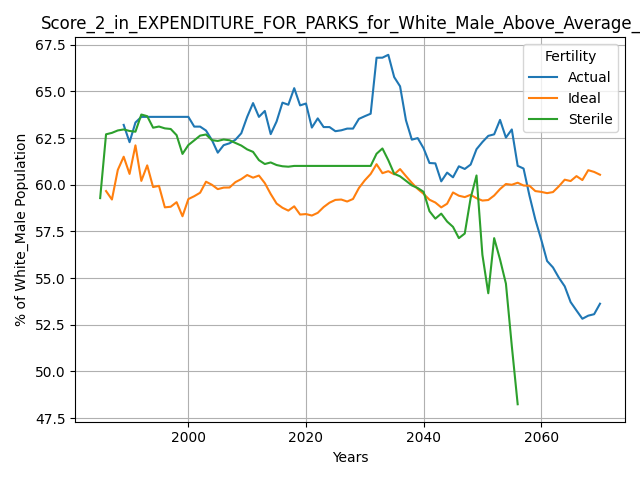 Score_2_in_EXPENDITURE_FOR_PARKS_for_White_Male_Above_Average_
Fertility
Actual
Ideal
Sterile
% of White_Male Population
67.5
65.0
62.5
60.0
57.5
55.0
52.5
50.0
47.5
2000
2020
2040
2060
Years